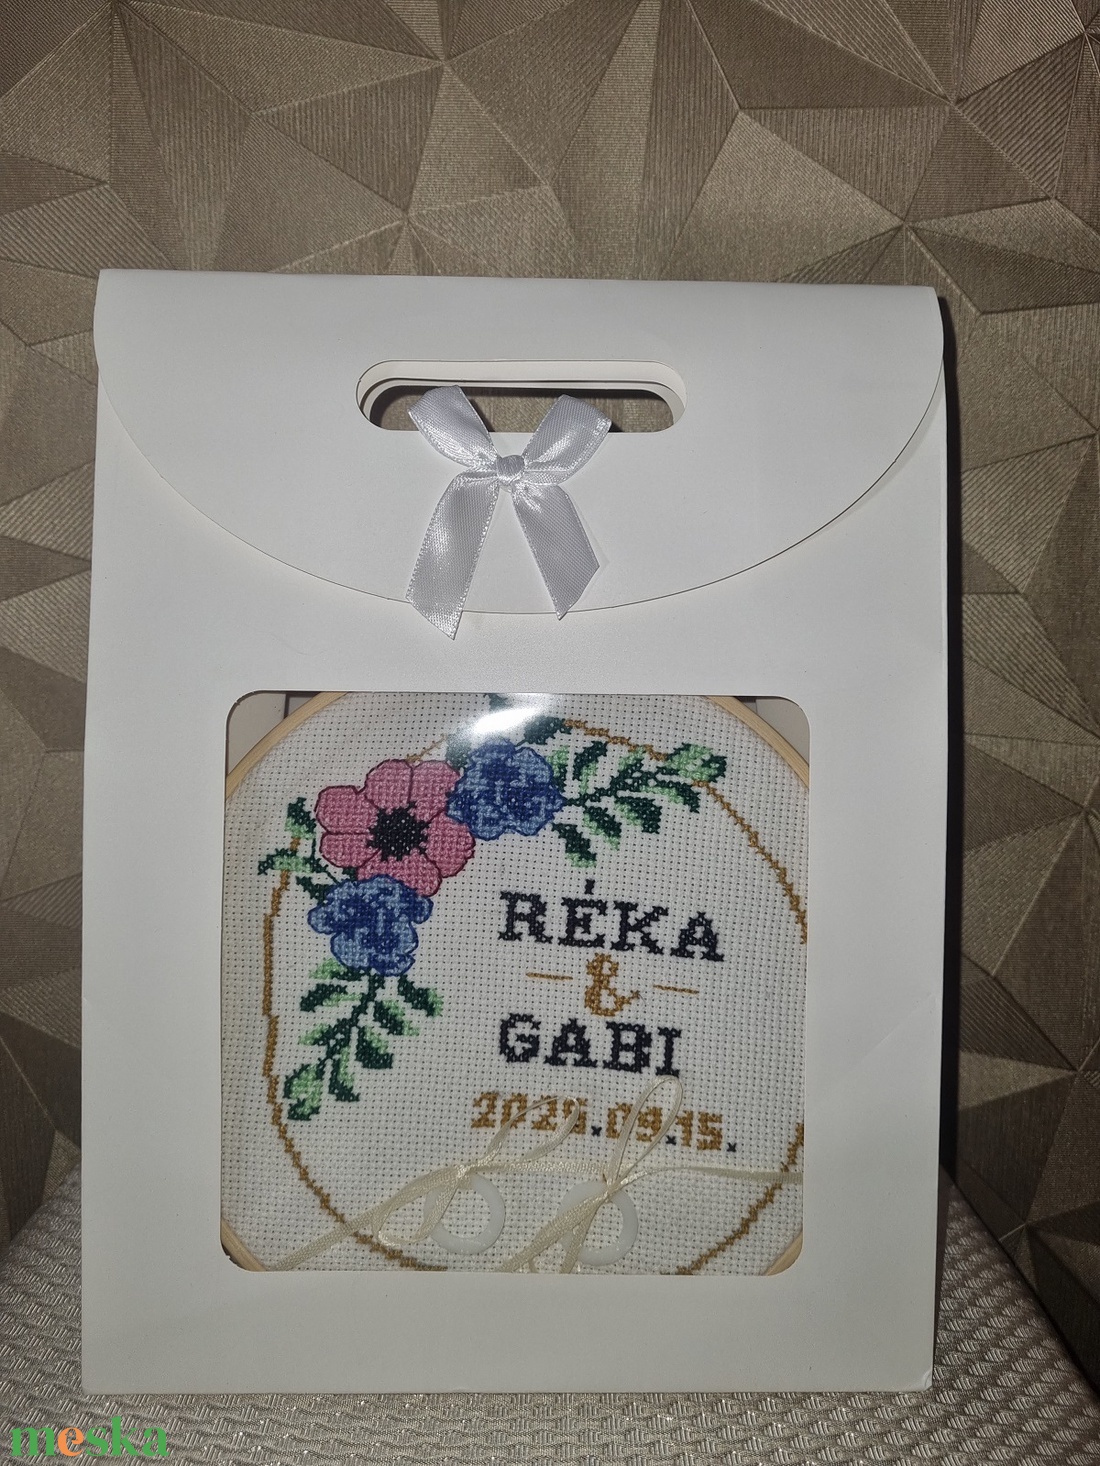 RÉKA
&
GABI
2025.09.15.
meska